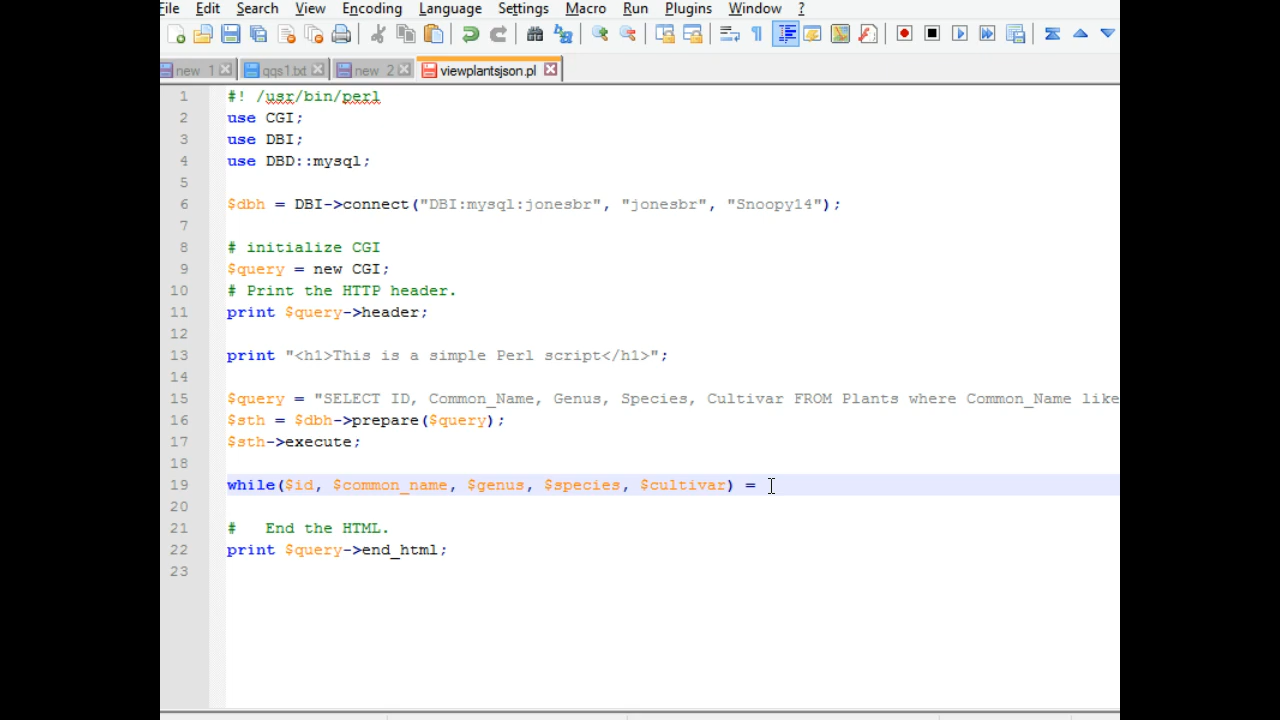 File Edit Search View Encoding Language Settings Macro Run Plugins Window ?
new 1 qqs1.txt new 2 viewplantsjson.pl
1 #! /usr/bin/perl
2 use CGI;
3 use DBI;
4 use DBD::mysql;
5
6 $dbh = DBI->connect("DBI:mysql:jonesbr", "jonesbr", "Snoopy14");
7
8 # initialize CGI
9 $query = new CGI;
10 # Print the HTTP header.
11 print $query->header;
12
13 print "<h1>This is a simple Perl script</h1>";
14
15 $query = "SELECT ID, Common_Name, Genus, Species, Cultivar FROM Plants where Common_Name like
16 $sth = $dbh->prepare($query);
17 $sth->execute;
18
19 while($id, $common_name, $genus, $species, $cultivar) =
20
21 #   End the HTML.
22 print $query->end_html;
23